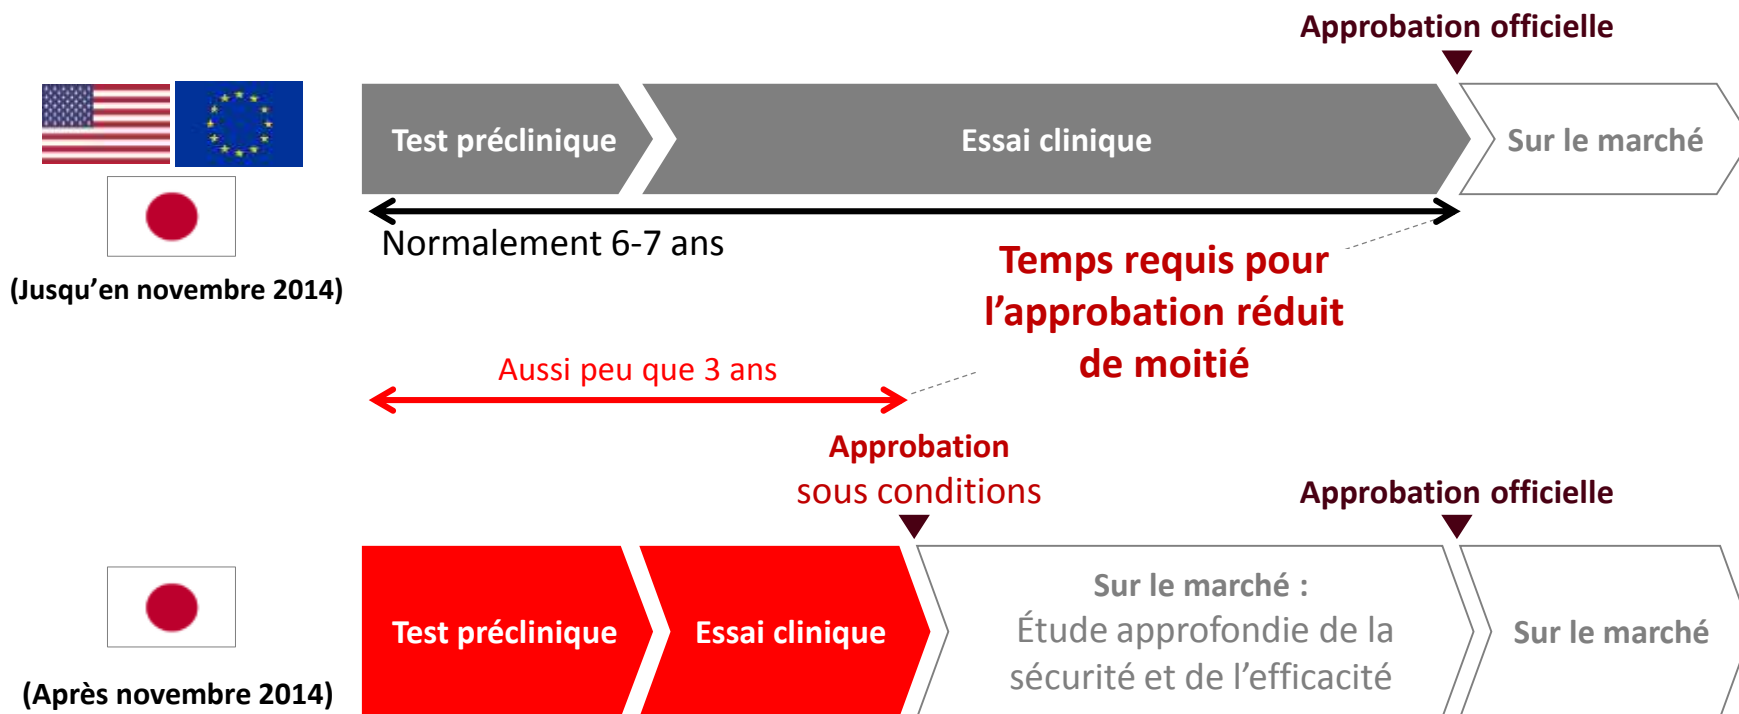 Approbation officielle
Test préclinique
Essai clinique
Sur le marché
Normalement 6-7 ans
(Jusqu’en novembre 2014)
Temps requis pour
l’approbation réduit
de moitié
Aussi peu que 3 ans
Approbation
sous conditions
Approbation officielle
Test préclinique
Essai clinique
Sur le marché :
Étude approfondie de la
sécurité et de l’efficacité
Sur le marché
(Après novembre 2014)